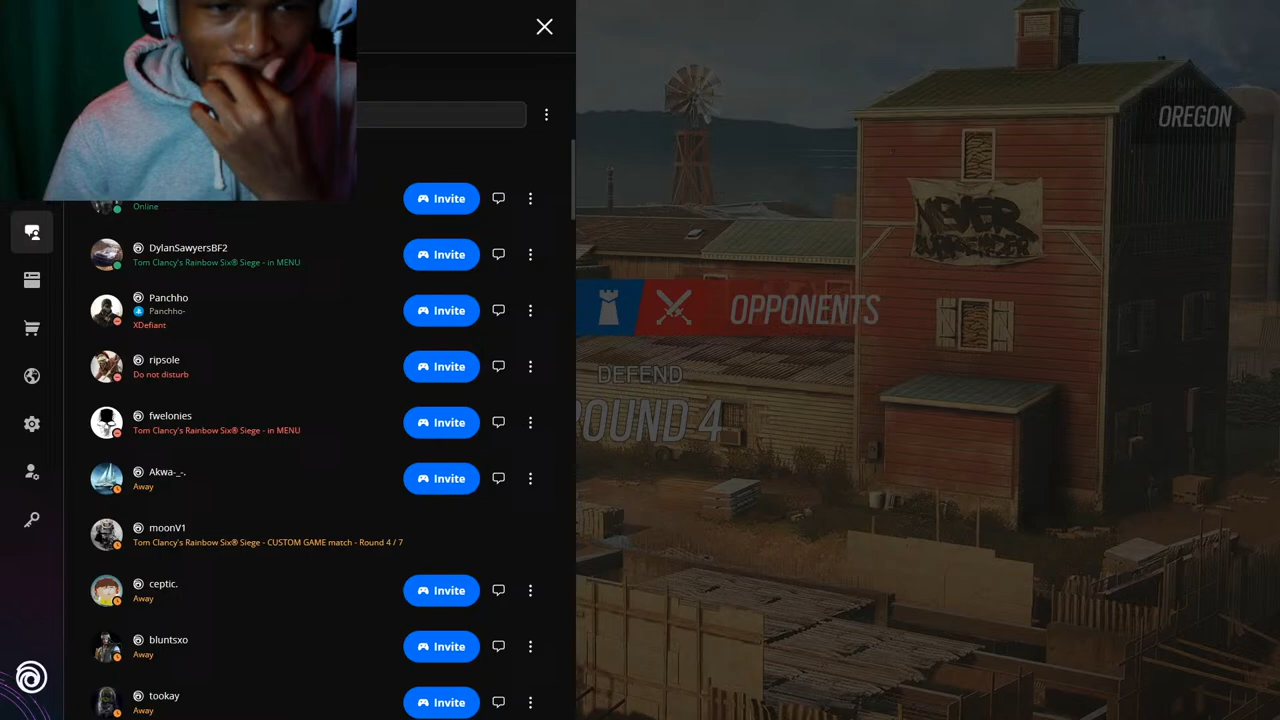 Online
Invite
DylanSawyersBF2
Tom Clancy's Rainbow Six® Siege - in MENU
Invite
Panchho
Panchho-
XDefiant
Invite
ripsole
Do not disturb
Invite
fwelonies
Tom Clancy's Rainbow Six® Siege - in MENU
Invite
Akwa-_-.
Away
Invite
moonV1
Tom Clancy's Rainbow Six® Siege - CUSTOM GAME match - Round 4 / 7
ceptic.
Away
Invite
bluntsxo
Away
Invite
tookay
Away
Invite
OREGON
NEVER
SURRENDER
OPPONENTS
DEFEND
ROUND 4